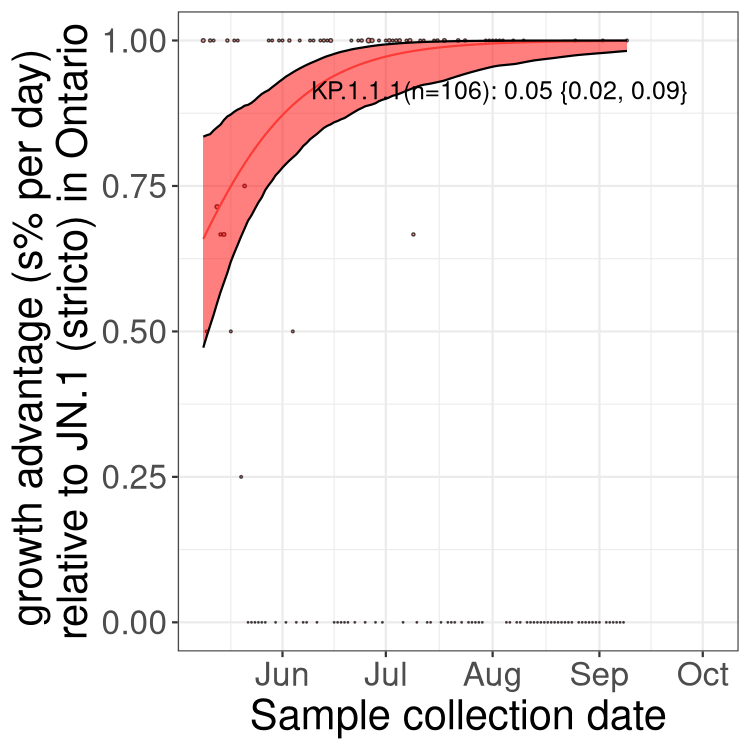 growth advantage (s% per day)
relative to JN.1 (stricto) in Ontario
1.00
0.75
0.50
0.25
0.00
KP.1.1.1(n=106): 0.05 {0.02, 0.09}
Jun Jul Aug Sep Oct
Sample collection date